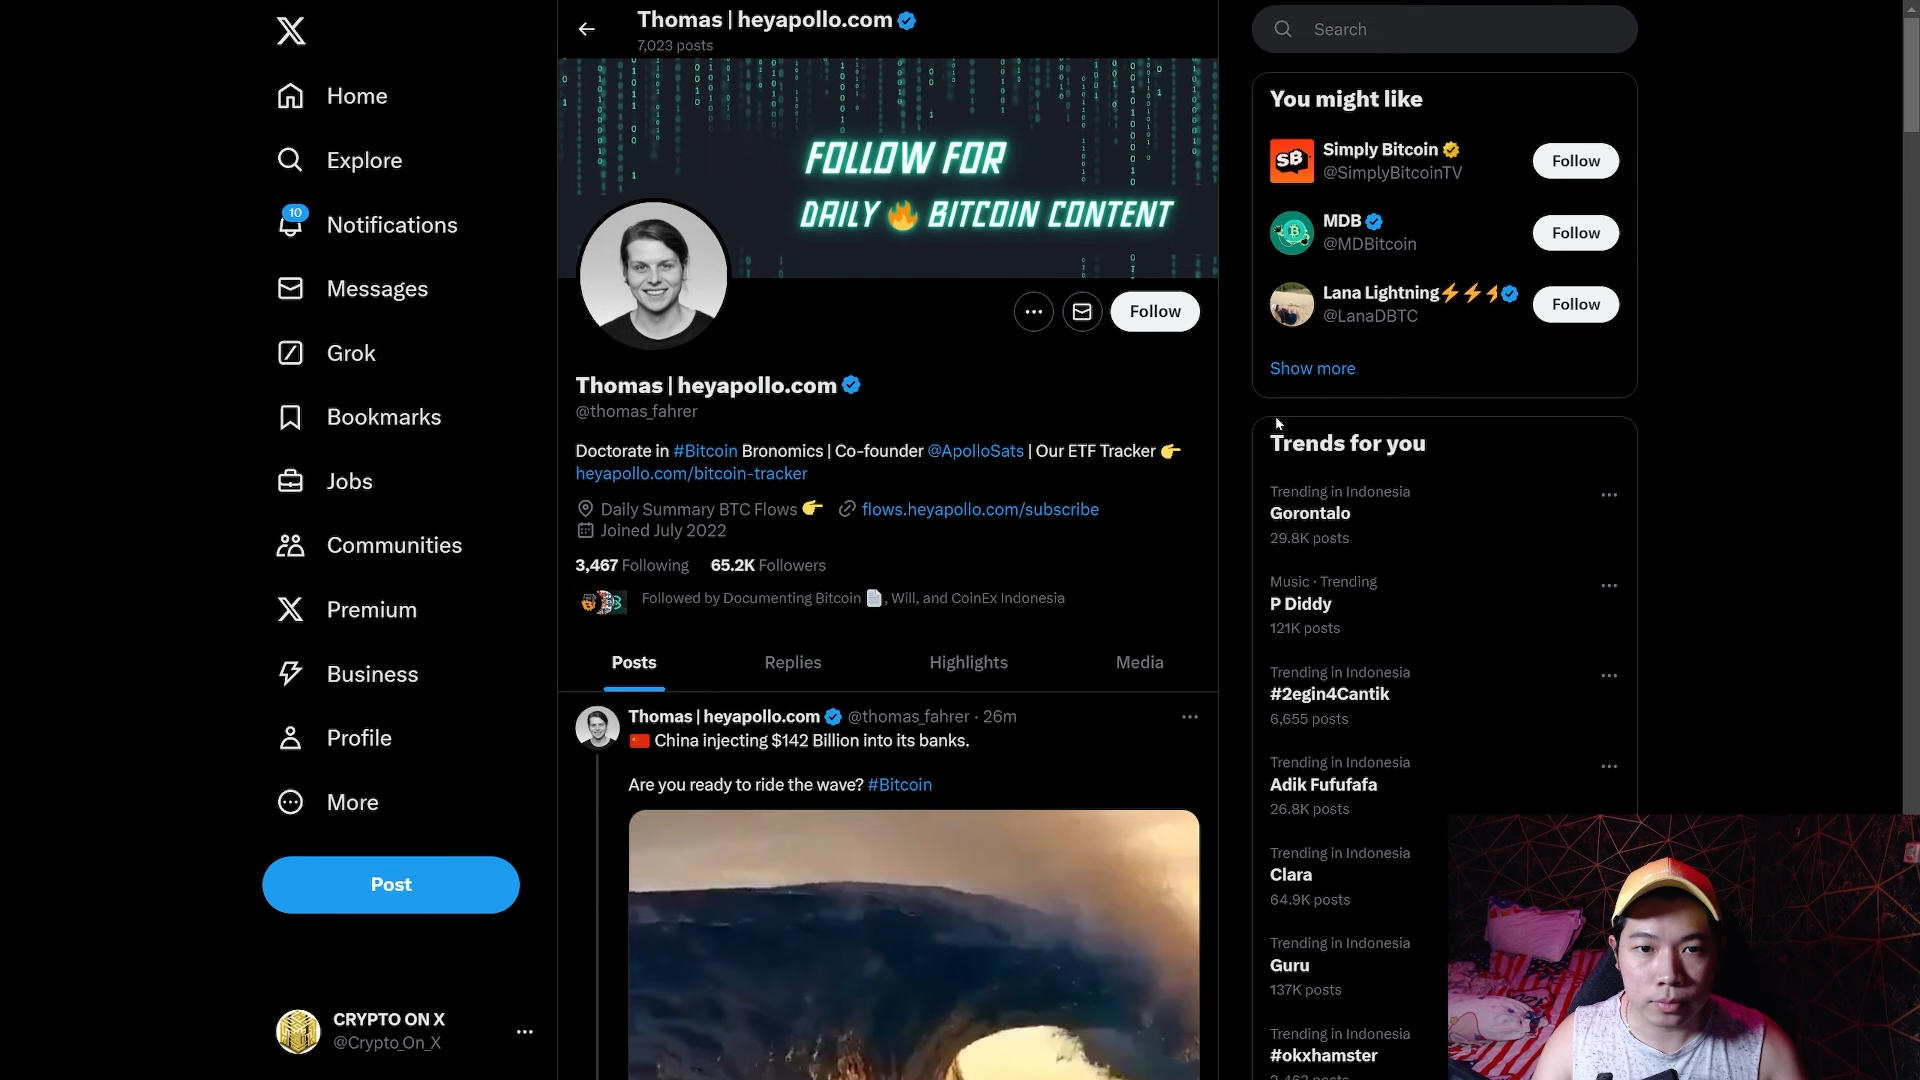 Home
Explore
10
Notifications
Messages
Grok
Bookmarks
Jobs
Communities
Premium
Business
Profile
More
Post
CRYPTO ON X
@Crypto_On_X
Thomas | heyapollo.com
7,023 posts
FOLLOW FOR
DAILY 🔥 BITCOIN CONTENT
Follow
Thomas | heyapollo.com
@thomas_fahrer
Doctorate in #Bitcoin Bronomics | Co-founder @ApolloSats | Our ETF Tracker 👉
heyapollo.com/bitcoin-tracker
Daily Summary BTC Flows 👉 flows.heyapollo.com/subscribe
Joined July 2022
3,467 Following 65.2K Followers
Followed by Documenting Bitcoin 📄, Will, and CoinEx Indonesia
Posts Replies Highlights Media
Thomas | heyapollo.com @thomas_fahrer · 26m
🇨🇳 China injecting $142 Billion into its banks.
Are you ready to ride the wave? #Bitcoin
Search
You might like
SB
Simply Bitcoin
@SimplyBitcoinTV
Follow
MDB
@MDBitcoin
Follow
Lana Lightning⚡⚡⚡
@LanaDBTC
Follow
Show more
Trends for you
Trending in Indonesia
Gorontalo
29.8K posts
Music · Trending
P Diddy
121K posts
Trending in Indonesia
#2egin4Cantik
6,655 posts
Trending in Indonesia
Adik Fufufafa
26.8K posts
Trending in Indonesia
Clara
64.9K posts
Trending in Indonesia
Guru
137K posts
Trending in Indonesia
#okxhamster